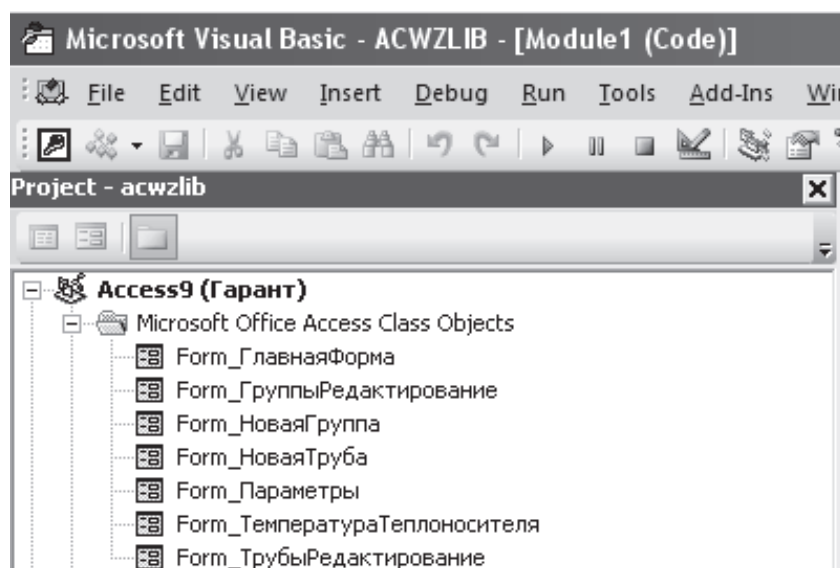 Microsoft Visual Basic - ACWZLIB - [Module1 (Code)]
File Edit View Insert Debug Run Tools Add-Ins
Project - acwzlib
Access9 (Гарант)
Microsoft Office Access Class Objects
Form_ГлавнаяФорма
Form_ГруппыРедактирование
Form_НоваяГруппа
Form_НоваяТруба
Form_Параметры
Form_ТемператураТеплоносителя
Form_ТрубыРедактирование